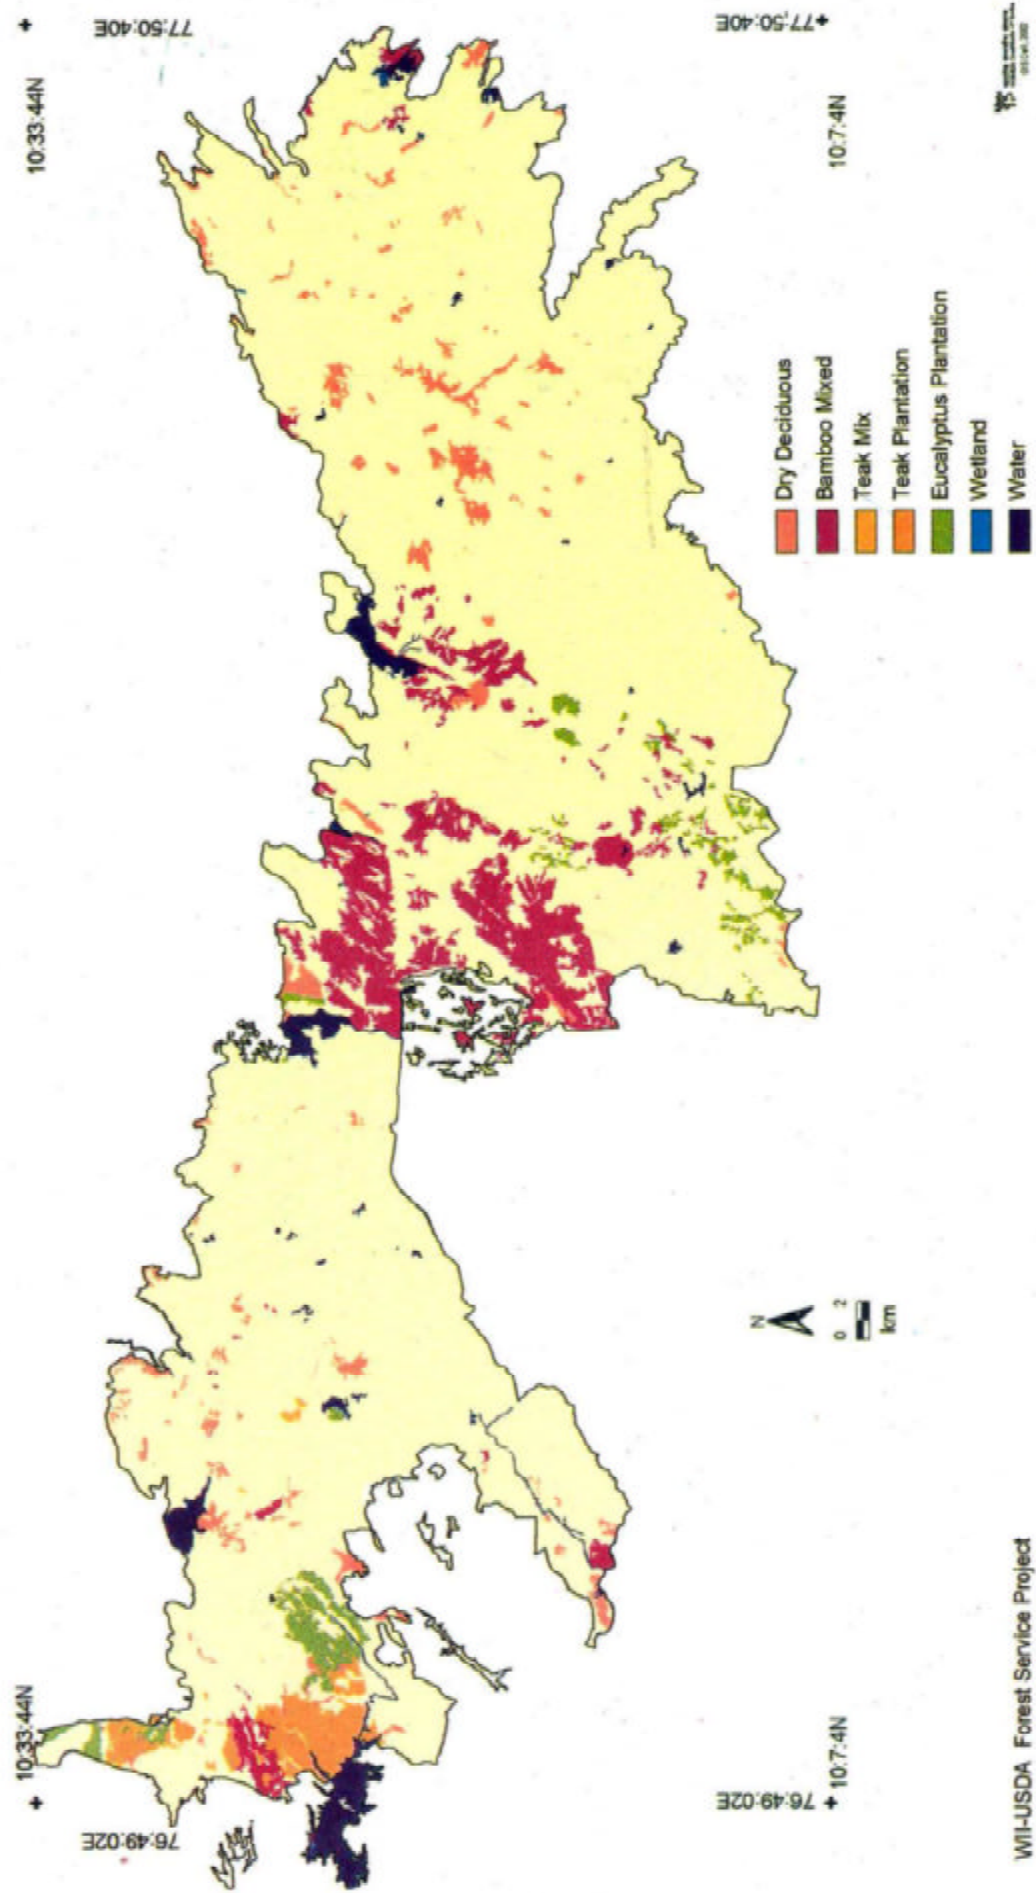 10:33:44N
77:50:40E
77:50:40E
10:7:4N
Dry Deciduous
Bamboo Mixed
Teak Mix
Teak Plantation
Eucalyptus Plantation
Wetland
Water
N
0 2
km
10:33:44N
76:49:02E
76:49:02E
10:7:4N
WII-USDA Forest Service Project